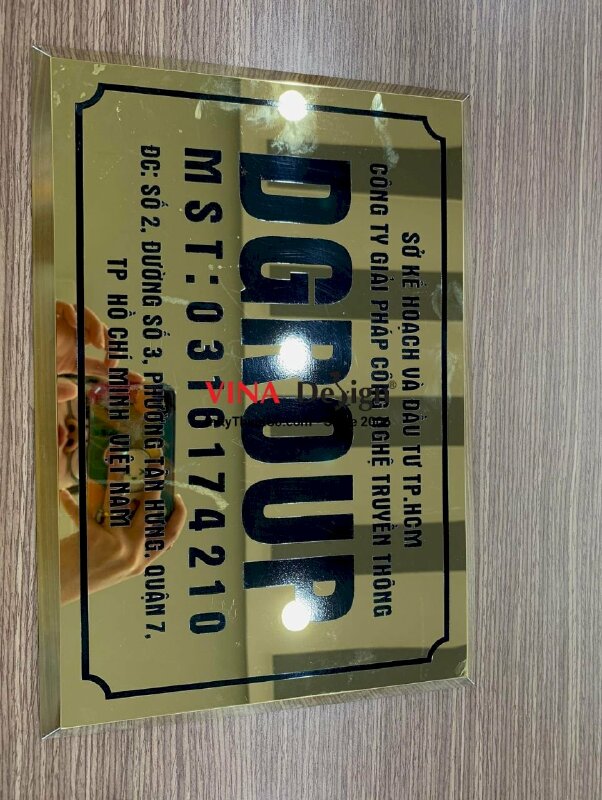 SỞ KẾ HOẠCH VÀ ĐẦU TƯ TP.HCM
CÔNG TY GIẢI PHÁP CÔNG NGHỆ TRUYỀN THÔNG
DGROUP
MST: 0316174210
ĐC: SỐ 2, ĐƯỜNG SỐ 3, PHƯỜNG TÂN HƯNG, QUẬN 7,
TP HỒ CHÍ MINH VIỆT NAM
VINA Design®